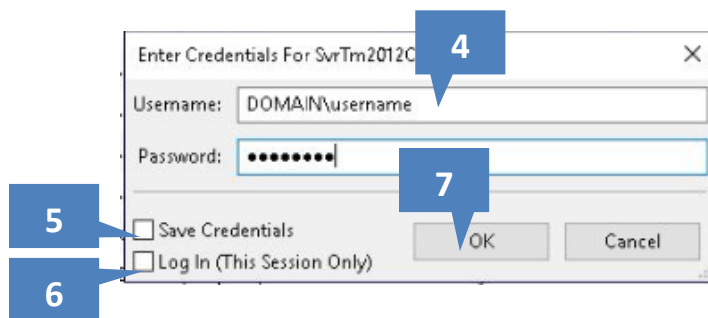 4
Enter Credentials For SvrTm2012C
Username: DOMAIN\username
Password: ••••••••
7
5
Save Credentials
OK
Cancel
6
Log In (This Session Only)